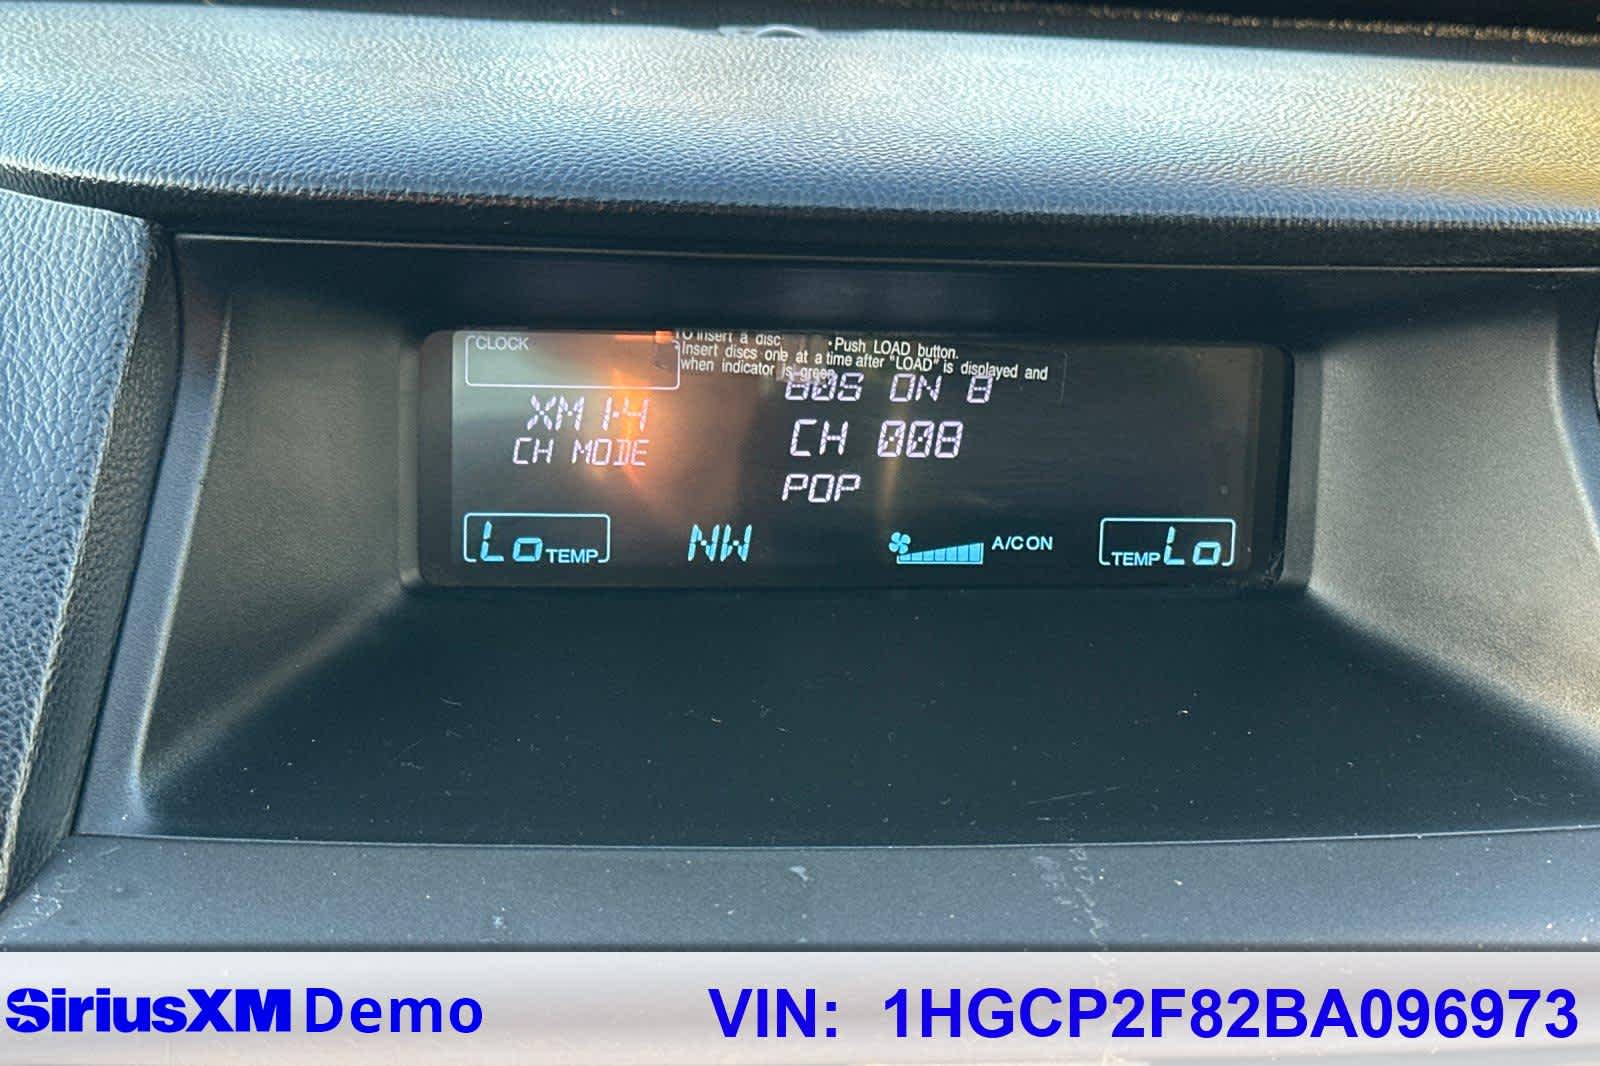 CLOCK
To insert a disc
•Push LOAD button.
•Insert discs one at a time after "LOAD" is displayed and
when indicator is green.
80S ON 8
XM 1-4
CH 008
CH MODE
POP
Lo TEMP
NW
A/C ON
TEMP Lo
SiriusXM Demo
VIN: 1HGCP2F82BA096973